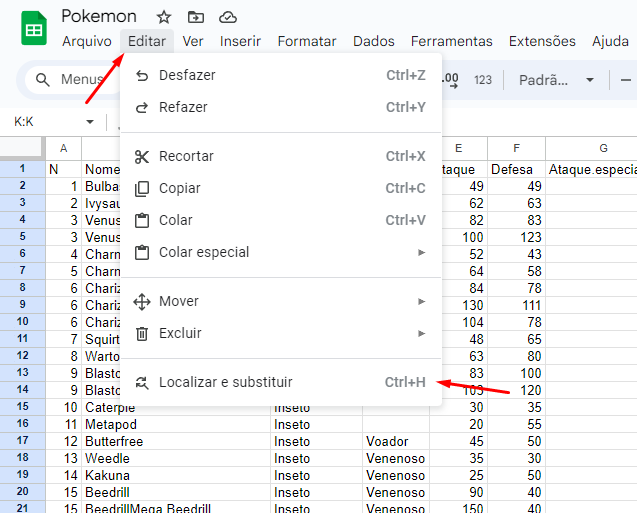 Pokemon
Arquivo Editar Ver Inserir Formatar Dados Ferramentas Extensões Ajuda
Menus .00 123 Padrã...
K:K
Desfazer Ctrl+Z
Refazer Ctrl+Y
Recortar Ctrl+X
Copiar Ctrl+C
Colar Ctrl+V
Colar especial
Mover
Excluir
Localizar e substituir Ctrl+H
A E F G
1 N Nome taque Defesa Ataque especia
2 1 Bulbas 49 49
3 2 Ivysau 62 63
4 3 Venus 82 83
5 3 Venus 100 123
6 4 Charm 52 43
7 5 Charm 64 58
8 6 Chariz 84 78
9 6 Chariz 130 111
10 6 Chariz 104 78
11 7 Squirt 48 65
12 8 Warto 63 80
13 9 Blasto 83 100
14 9 Blasto 103 120
15 10 Caterpie Inseto 30 35
16 11 Metapod Inseto 20 55
17 12 Butterfree Inseto Voador 45 50
18 13 Weedle Inseto Venenoso 35 30
19 14 Kakuna Inseto Venenoso 25 50
20 15 Beedrill Inseto Venenoso 90 40
21 15 BeedrillMega Beedrill Inseto Venenoso 150 40